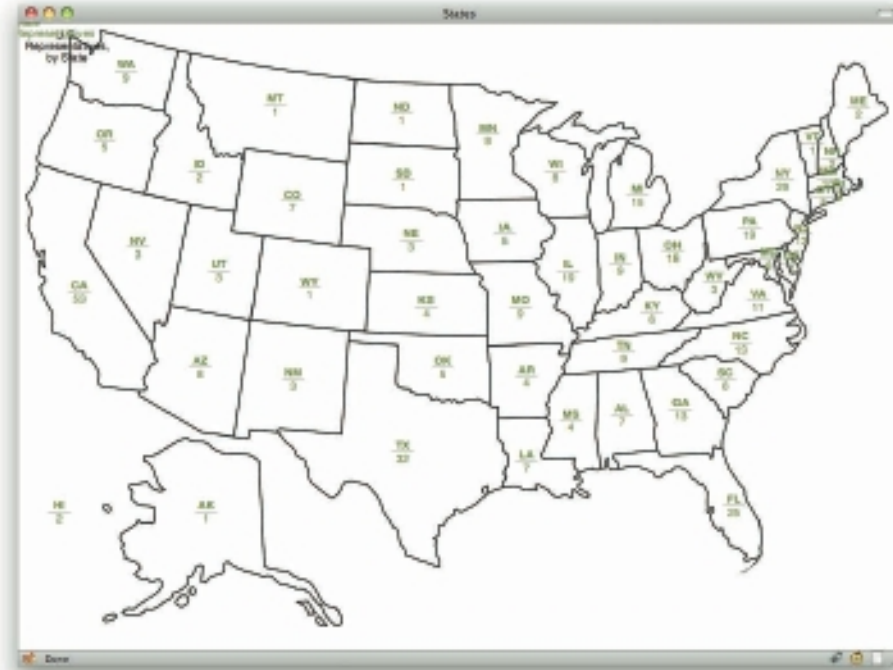 States
Representatives,
by State
WA
9
MT
1
ND
1
MN
8
ME
2
OR
5
ID
2
SD
1
WI
8
MI
15
NY
29
CO
7
NE
3
IA
5
PA
19
NV
3
UT
3
WY
1
IL
19
IN
9
OH
18
CA
53
KS
4
MO
9
WY
3
KY
6
VA
11
TN
9
NC
13
AZ
8
NM
3
OK
5
AR
4
SC
6
MS
4
AL
7
GA
13
TX
32
LA
7
FL
25
HI
2
AK
1
Done